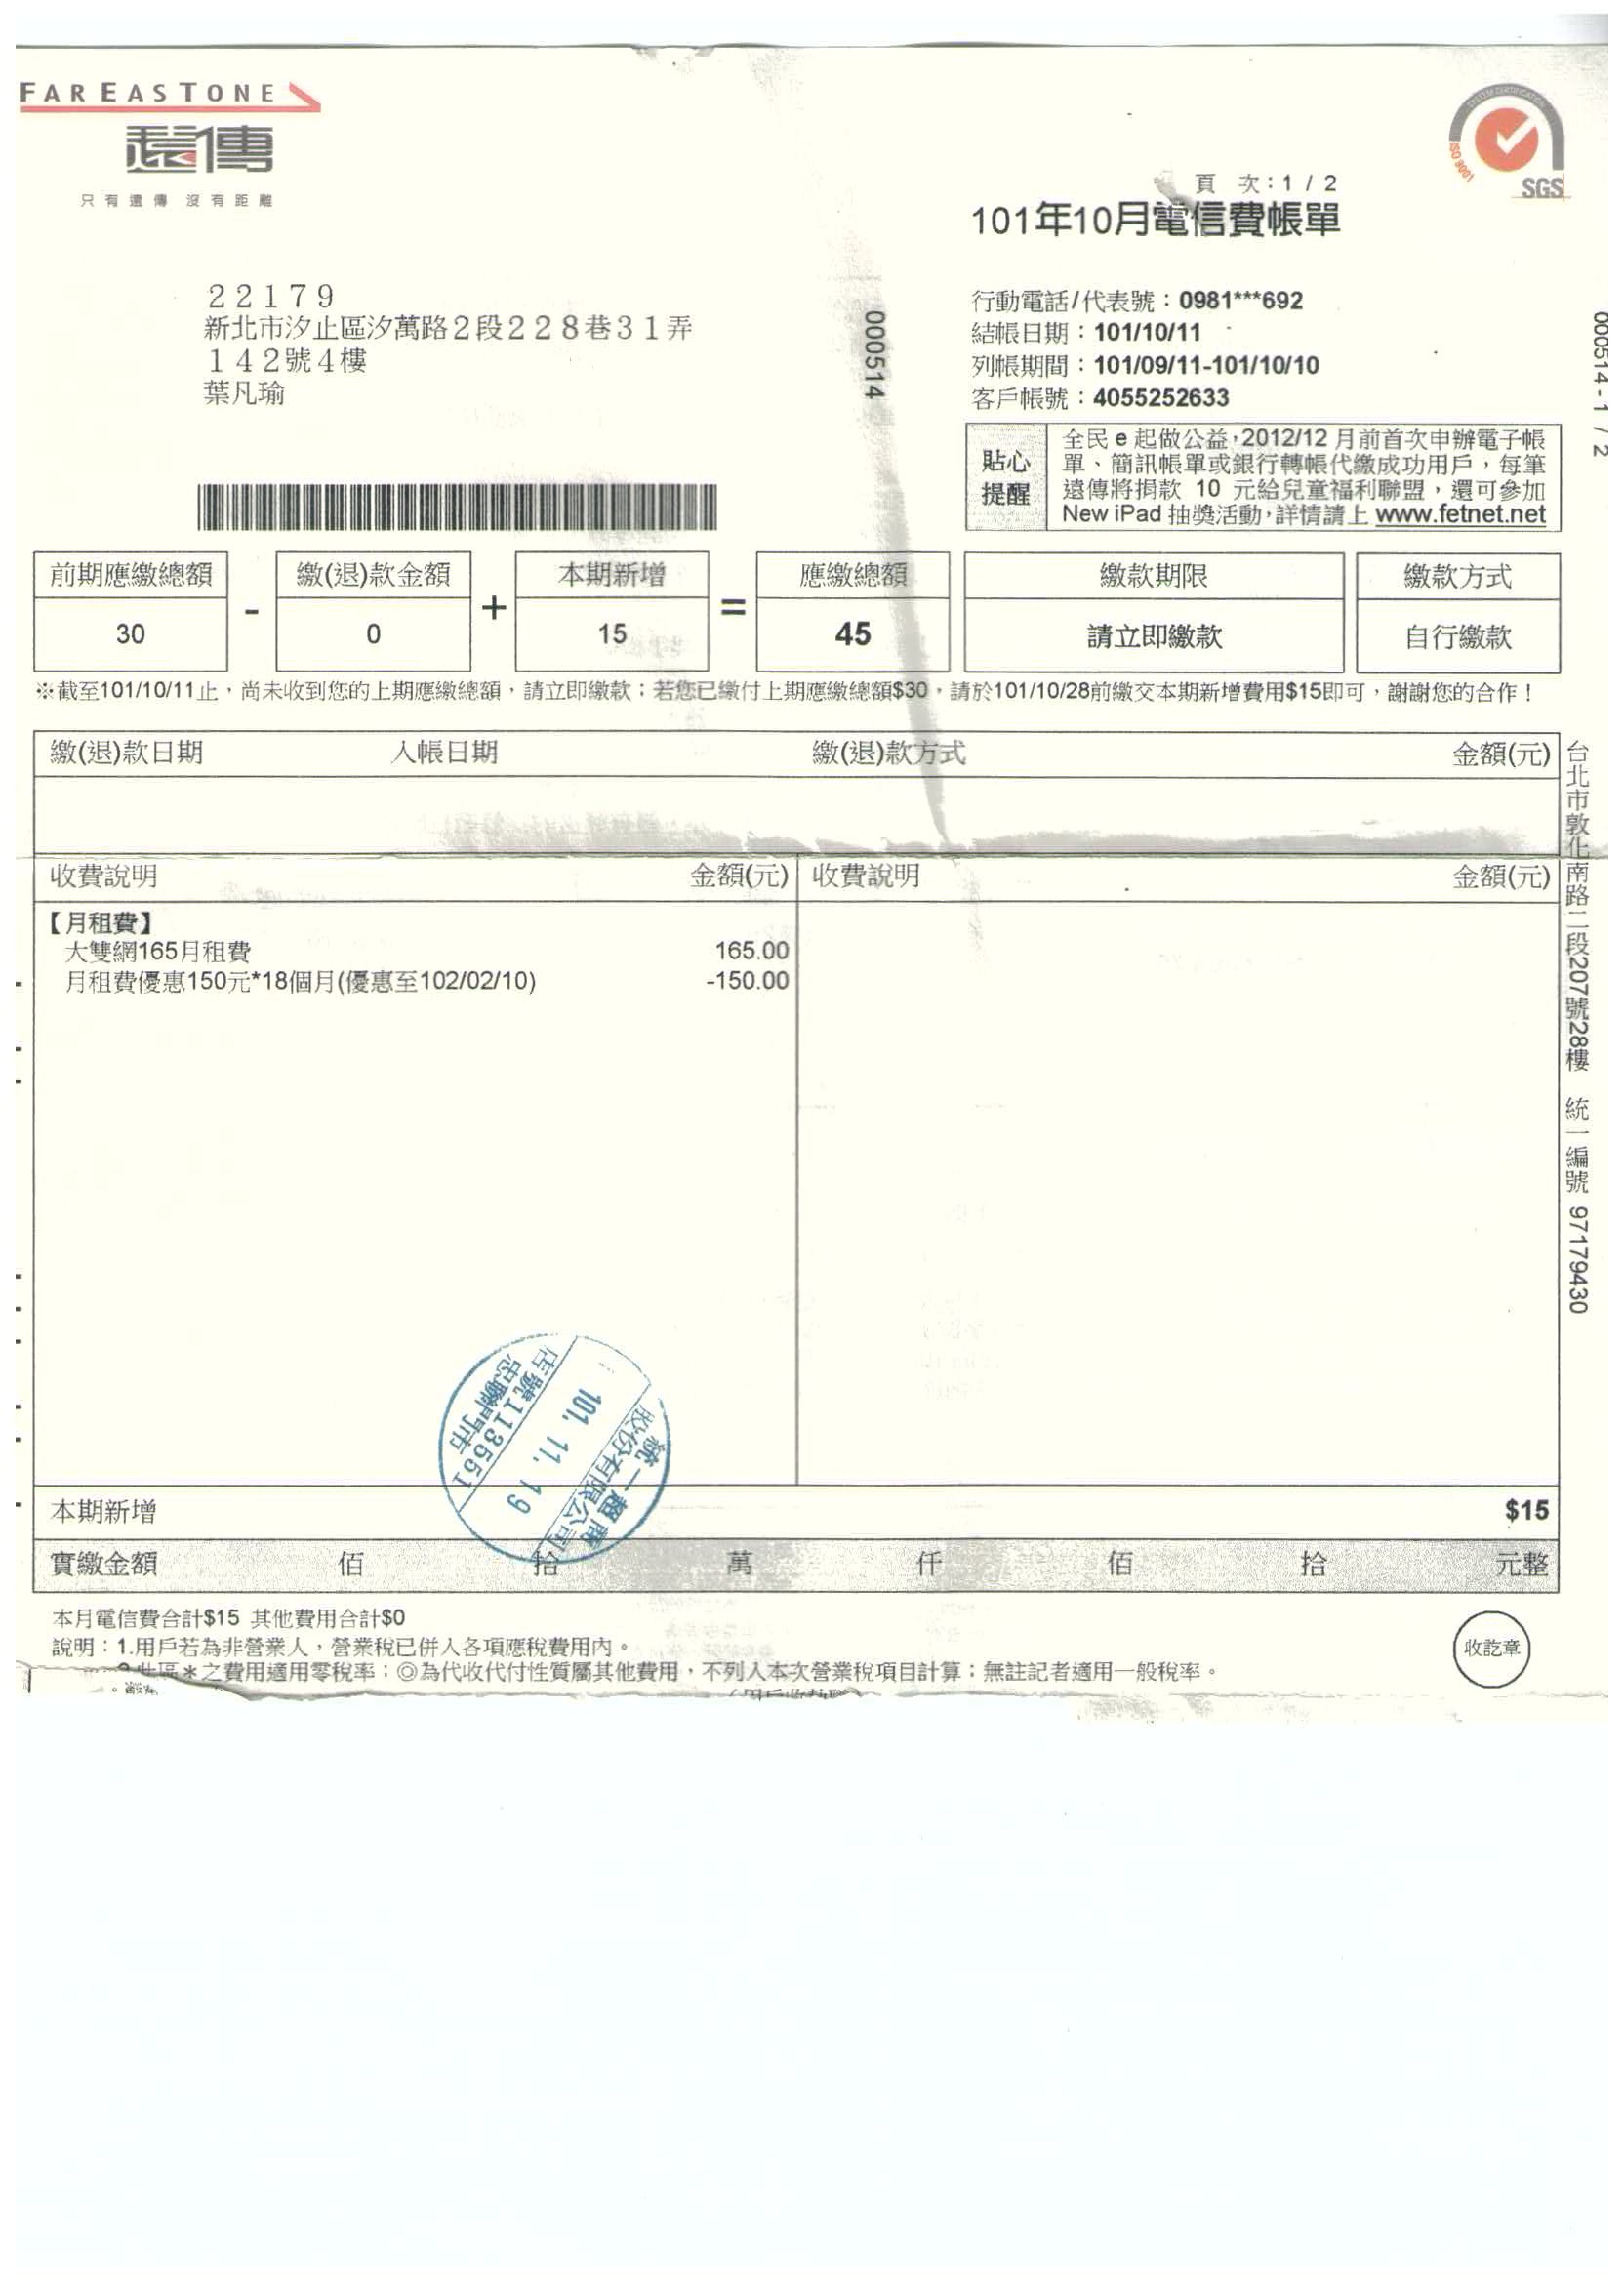 FAREASTONE
遠傳
只有遠傳 沒有距離
SYSTEM CERTIFICATION
ISO 9001
SGS
頁 次:1 / 2
101年10月電信費帳單
22179
新北市汐止區汐萬路2段228巷31弄
142號4樓
葉凡瑜
000514
行動電話/代表號：0981***692
結帳日期：101/10/11
列帳期間：101/09/11-101/10/10
客戶帳號：4055252633
000514 - 1 / 2
貼心
提醒
全民 e 起做公益，2012/12 月前首次申辦電子帳
單、簡訊帳單或銀行轉帳代繳成功用戶，每筆
遠傳將捐款 10 元給兒童福利聯盟，還可參加
New iPad 抽獎活動，詳情請上 www.fetnet.net
前期應繳總額 繳(退)款金額 本期新增 應繳總額 繳款期限 繳款方式
30 - 0 + 15 = 45 請立即繳款 自行繳款
※截至101/10/11止，尚未收到您的上期應繳總額，請立即繳款；若您已繳付上期應繳總額$30，請於101/10/28前繳交本期新增費用$15即可，謝謝您的合作！
繳(退)款日期 入帳日期 繳(退)款方式 金額(元)
收費說明 金額(元) 收費說明 金額(元)
【月租費】
大雙網165月租費 165.00
月租費優惠150元*18個月(優惠至102/02/10) -150.00
台北市敦化南路二段207號28樓 統一編號 97179430
統一超商
股份有限公司
101. 11. 19
店號113551
忠聯門市
本期新增 $15
實繳金額 佰 拾 萬 仟 佰 拾 元整
本月電信費合計$15 其他費用合計$0
說明：1.用戶若為非營業人，營業稅已併入各項應稅費用內。
＊之費用適用零稅率；◎為代收代付性質屬其他費用，不列入本次營業稅項目計算；無註記者適用一般稅率。
收訖章